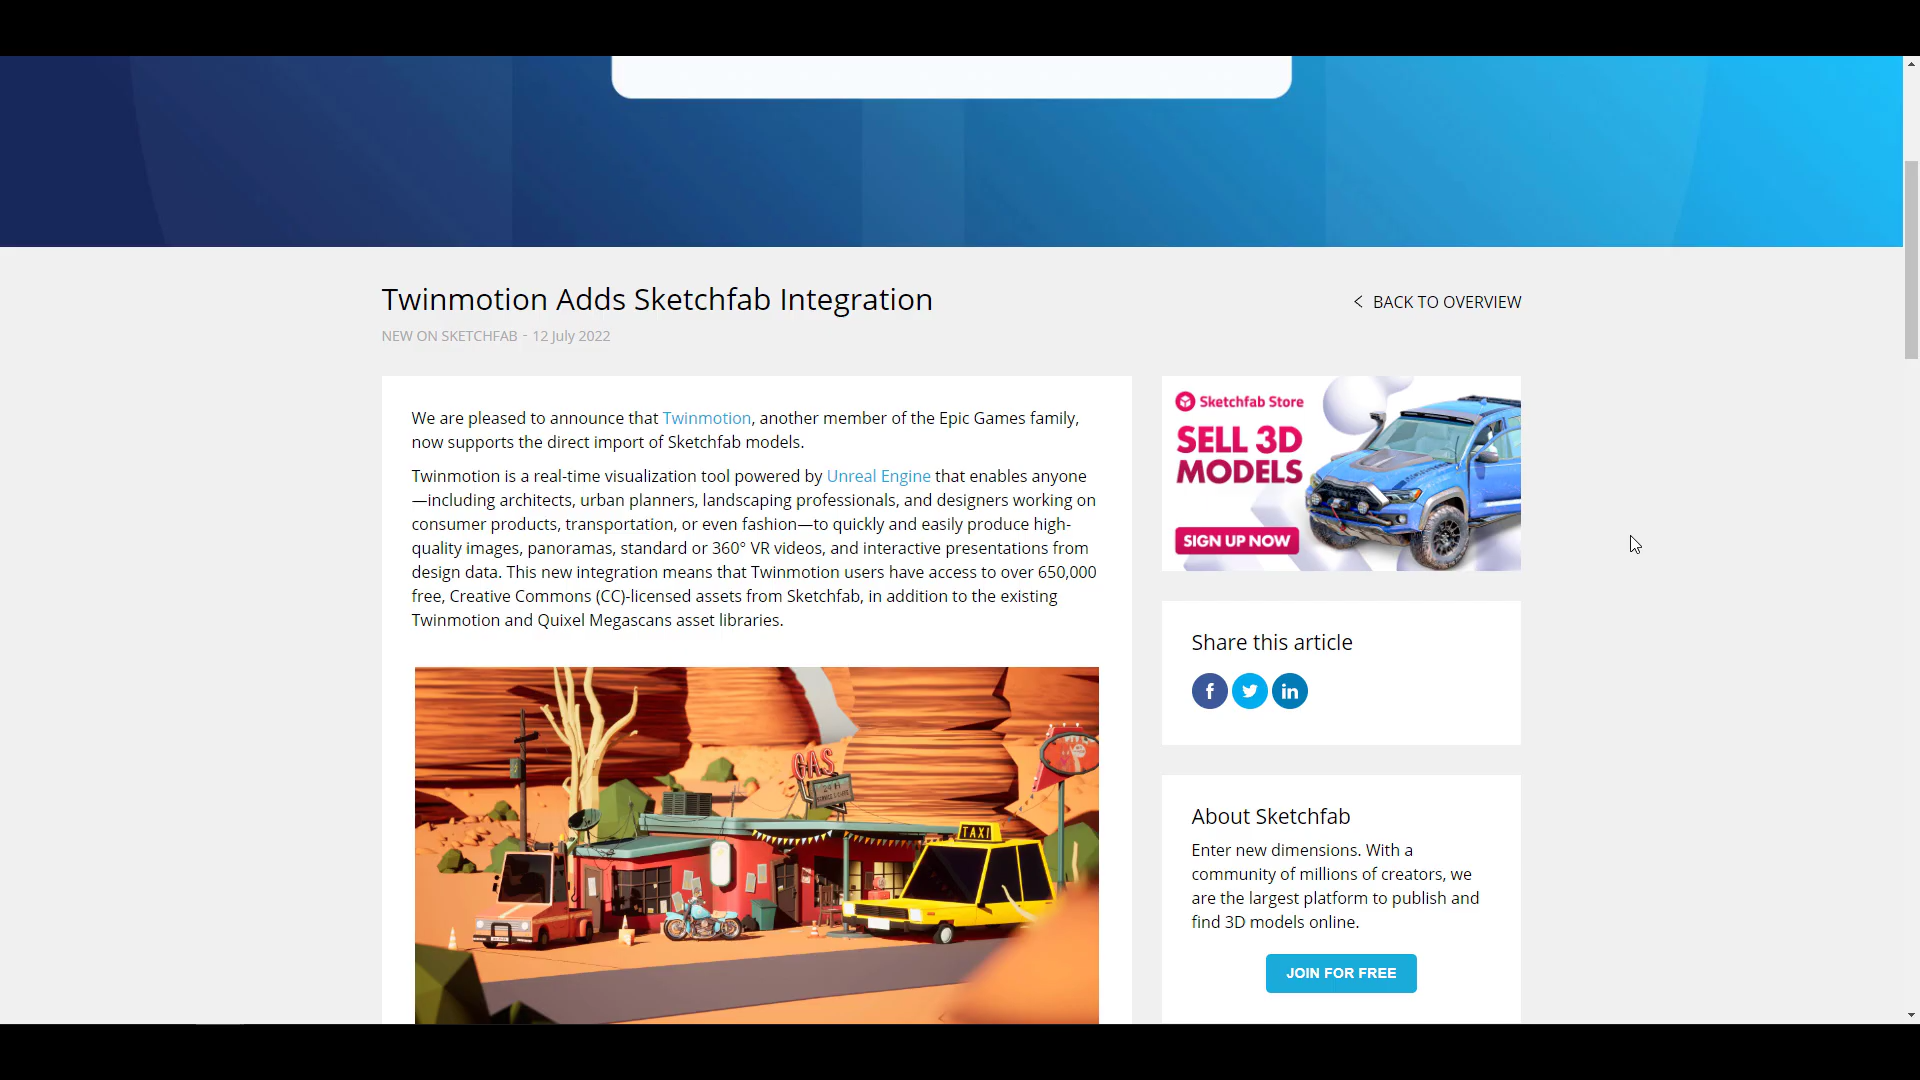 Twinmotion Adds Sketchfab Integration
BACK TO OVERVIEW
NEW ON SKETCHFAB - 12 July 2022
We are pleased to announce that Twinmotion, another member of the Epic Games family,
now supports the direct import of Sketchfab models.
Twinmotion is a real-time visualization tool powered by Unreal Engine that enables anyone
—including architects, urban planners, landscaping professionals, and designers working on
consumer products, transportation, or even fashion—to quickly and easily produce high-
quality images, panoramas, standard or 360° VR videos, and interactive presentations from
design data. This new integration means that Twinmotion users have access to over 650,000
free, Creative Commons (CC)-licensed assets from Sketchfab, in addition to the existing
Twinmotion and Quixel Megascans asset libraries.
GAS
TAXI
Sketchfab Store
SELL 3D
MODELS
SIGN UP NOW
Share this article
f
in
About Sketchfab
Enter new dimensions. With a
community of millions of creators, we
are the largest platform to publish and
find 3D models online.
JOIN FOR FREE